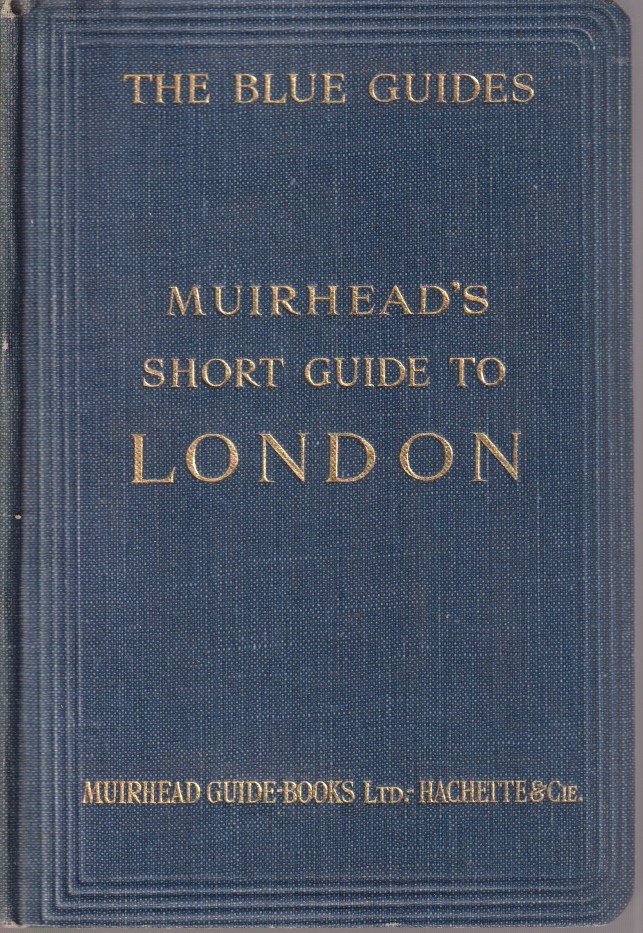 THE BLUE GUIDES
MUIRHEAD'S
SHORT GUIDE TO
LONDON
MUIRHEAD GUIDE-BOOKS LTD.- HACHETTE & CIE.